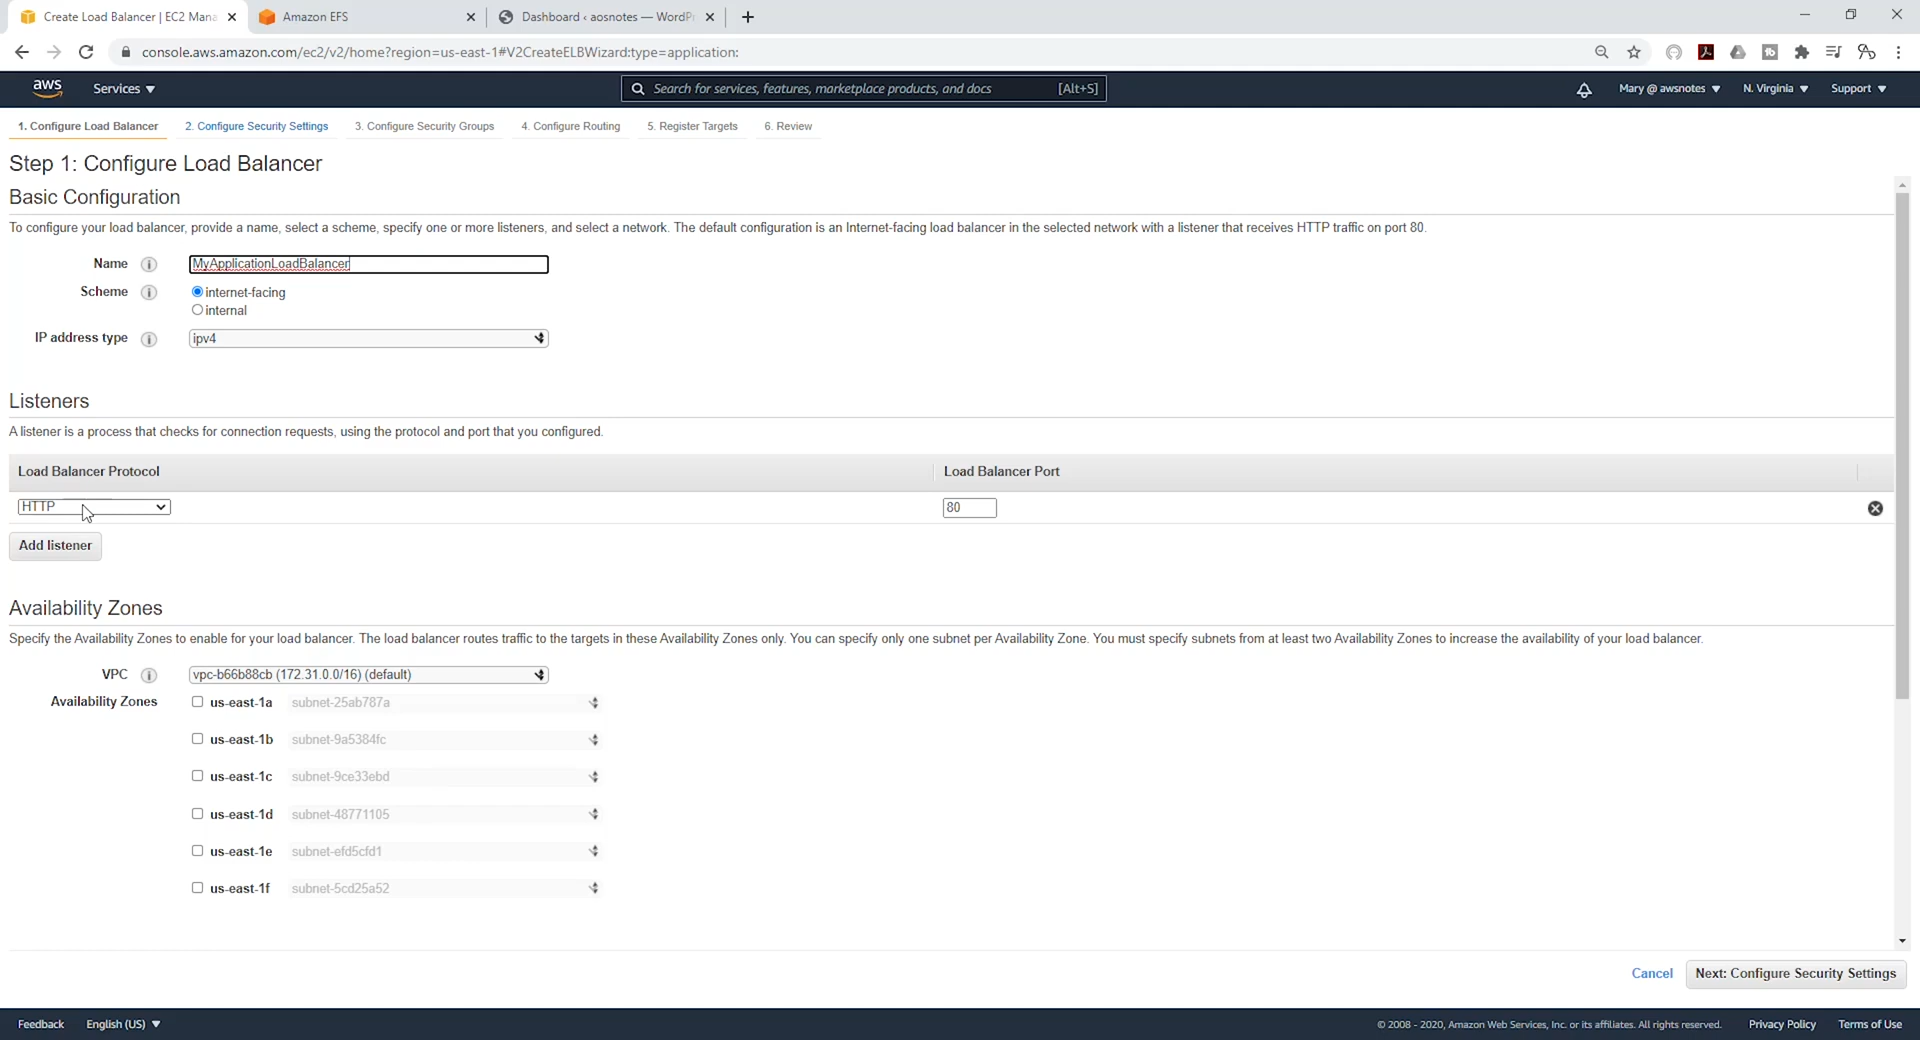 Create Load Balancer | EC2 Mana
Amazon EFS
Dashboard ‹ aosnotes — WordPr
console.aws.amazon.com/ec2/v2/home?region=us-east-1#V2CreateELBWizard:type=application:
aws
Services
Search for services, features, marketplace products, and docs
[Alt+S]
Mary @ awsnotes
N. Virginia
Support
1. Configure Load Balancer
2. Configure Security Settings
3. Configure Security Groups
4. Configure Routing
5. Register Targets
6. Review
Step 1: Configure Load Balancer
Basic Configuration
To configure your load balancer, provide a name, select a scheme, specify one or more listeners, and select a network. The default configuration is an Internet-facing load balancer in the selected network with a listener that receives HTTP traffic on port 80.
Name
i
MyApplicationLoadBalancer
Scheme
i
internet-facing
internal
IP address type
i
ipv4
Listeners
A listener is a process that checks for connection requests, using the protocol and port that you configured.
Load Balancer Protocol
Load Balancer Port
HTTP
80
Add listener
Availability Zones
Specify the Availability Zones to enable for your load balancer. The load balancer routes traffic to the targets in these Availability Zones only. You can specify only one subnet per Availability Zone. You must specify subnets from at least two Availability Zones to increase the availability of your load balancer.
VPC
i
vpc-b66b88cb (172.31.0.0/16) (default)
Availability Zones
us-east-1a subnet-25ab787a
us-east-1b subnet-9a5384fc
us-east-1c subnet-9ce33ebd
us-east-1d subnet-48771105
us-east-1e subnet-efd5cfd1
us-east-1f subnet-5cd25a52
Cancel
Next: Configure Security Settings
Feedback
English (US)
© 2008 - 2020, Amazon Web Services, Inc. or its affiliates. All rights reserved.
Privacy Policy
Terms of Use